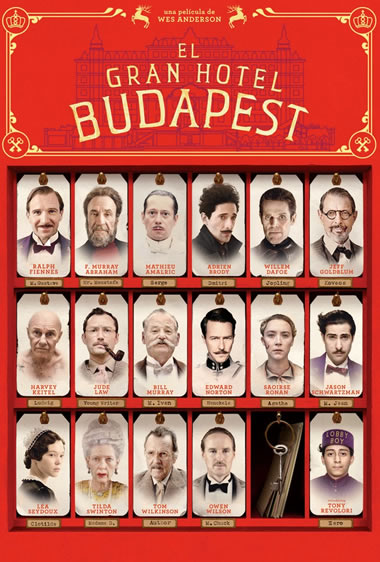 una película de
WES ANDERSON
EL
GRAN HOTEL
BUDAPEST
RALPH
FIENNES
M. Gustave
F. MURRAY
ABRAHAM
Mr. Moustafa
MATHIEU
AMALRIC
Serge
ADRIEN
BRODY
Dmitri
WILLEM
DAFOE
Jopling
JEFF
GOLDBLUM
Kovacs
HARVEY
KEITEL
Ludwig
JUDE
LAW
Young Writer
BILL
MURRAY
M. Ivan
EDWARD
NORTON
Henckels
SAOIRSE
RONAN
Agatha
JASON
SCHWARTZMAN
M. Jean
LÉA
SEYDOUX
Clotilde
TILDA
SWINTON
Madame D.
TOM
WILKINSON
Author
OWEN
WILSON
M. Chuck
LOBBY
BOY
TONY
REVOLORI
Zero